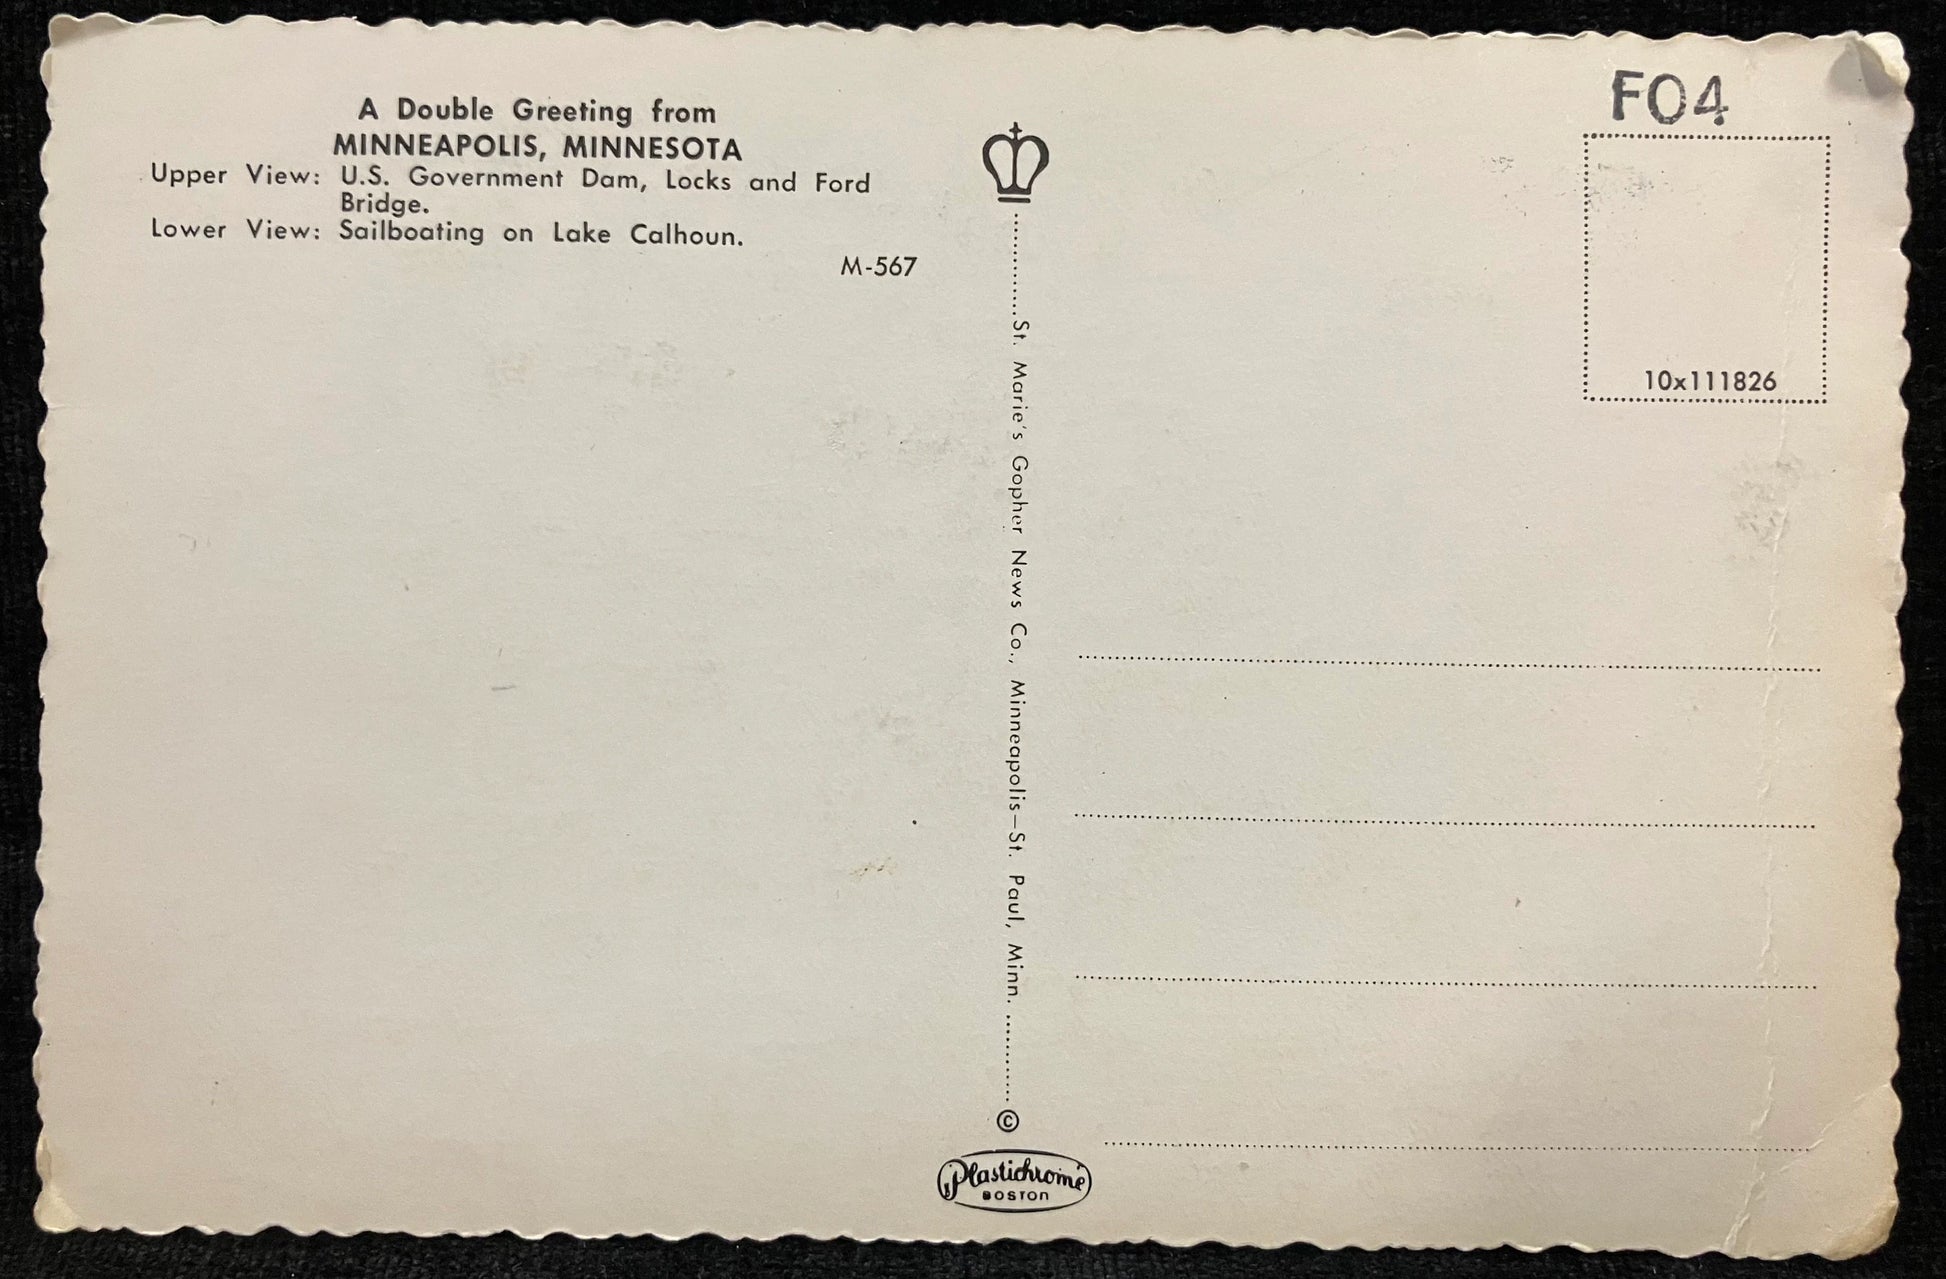 A Double Greeting from
MINNEAPOLIS, MINNESOTA
Upper View: U.S. Government Dam, Locks and Ford
Bridge.
Lower View: Sailboating on Lake Calhoun.
M-567
St. Marie's Gopher News Co., Minneapolis—St. Paul, Minn.
©
Plastichrome
BOSTON
F04
10x111826